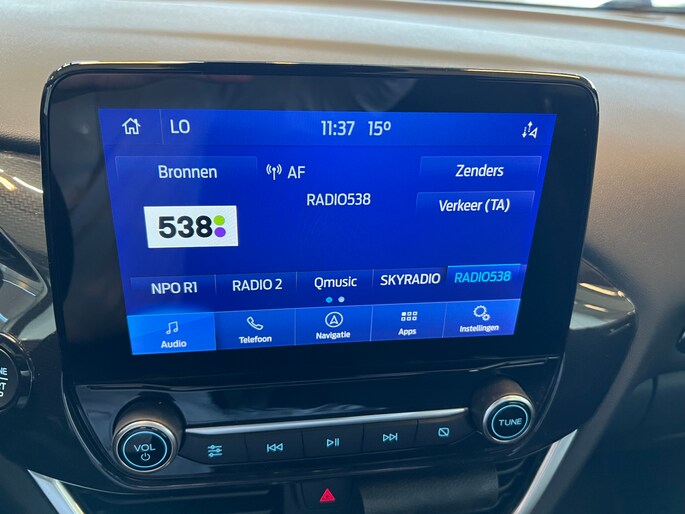 LO 11:37 15º
Bronnen AF Zenders
RADIO538
Verkeer (TA)
538
NPO R1 RADIO 2 Qmusic SKYRADIO RADIO538
Audio Telefoon Navigatie Apps Instellingen
VOL TUNE